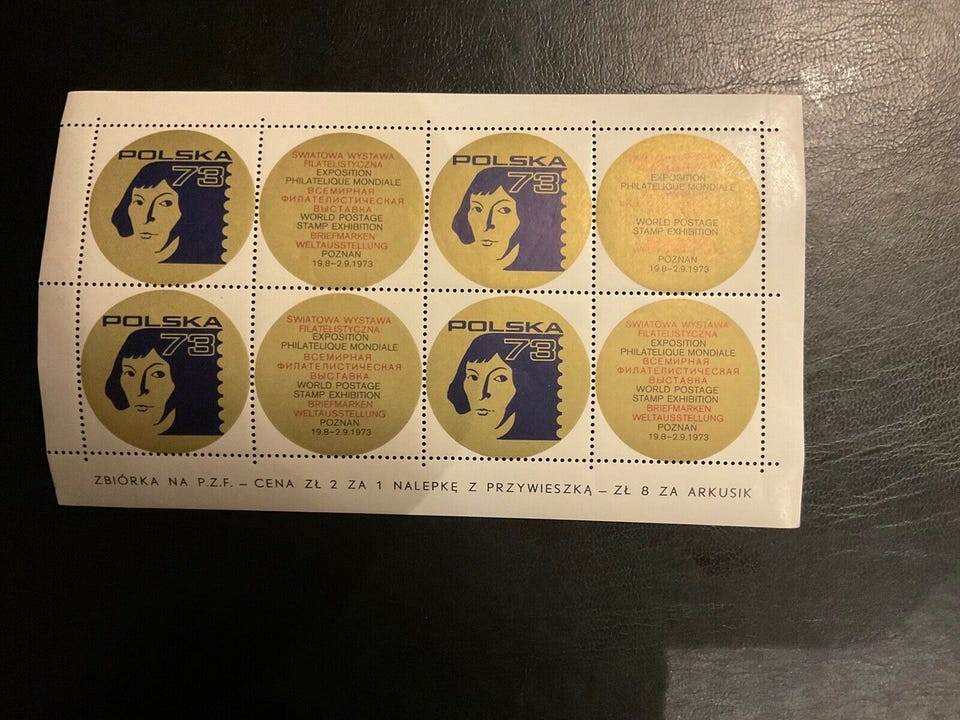 POLSKA
73
ŚWIATOWA WYSTAWA
FILATELISTYCZNA
EXPOSITION
PHILATELIQUE MONDIALE
ВСЕМИРНАЯ
ФИЛАТЕЛИСТИЧЕСКАЯ
ВЫСТАВКА
WORLD POSTAGE
STAMP EXHIBITION
BRIEFMARKEN
WELTAUSSTELLUNG
POZNAŃ
19.8–2.9.1973
POLSKA
73
EXPOSITION
PHILATELIQUE MONDIALE
WORLD POSTAGE
STAMP EXHIBITION
POZNAŃ
19.8–2.9.1973
POLSKA
73
ŚWIATOWA WYSTAWA
FILATELISTYCZNA
EXPOSITION
PHILATELIQUE MONDIALE
ВСЕМИРНАЯ
ФИЛАТЕЛИСТИЧЕСКАЯ
ВЫСТАВКА
WORLD POSTAGE
STAMP EXHIBITION
BRIEFMARKEN
WELTAUSSTELLUNG
POZNAŃ
19.8–2.9.1973
POLSKA
73
ŚWIATOWA WYSTAWA
FILATELISTYCZNA
EXPOSITION
PHILATELIQUE MONDIALE
ВСЕМИРНАЯ
ФИЛАТЕЛИСТИЧЕСКАЯ
ВЫСТАВКА
WORLD POSTAGE
STAMP EXHIBITION
BRIEFMARKEN
WELTAUSSTELLUNG
POZNAŃ
19.8–2.9.1973
ZBIÓRKA NA P.Z.F. – CENA ZŁ 2 ZA 1 NALEPKĘ Z PRZYWIESZKĄ – ZŁ 8 ZA ARKUSIK